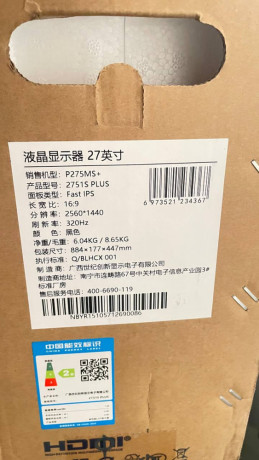 液晶显示器 27英寸
销售机型: P275MS+
产品型号: 2751S PLUS
面板类型: Fast IPS
长 宽 比: 16:9
分 辨 率: 2560*1440
刷 新 率: 320Hz
颜 色: 黑色
净重/毛重: 6.04KG / 8.65KG
包装尺寸: 884×177×447mm
执行标准: Q/BLHCX 001
制 造 商: 广西世纪创新显示电子有限公司
制造商地址: 南宁市连畴路67号中关村电子信息产业园3#
标准厂房
售后服务电话: 400-6690-119
6 973521 234367
N8YRT5105712690086
中国能效标识
2
HDMI